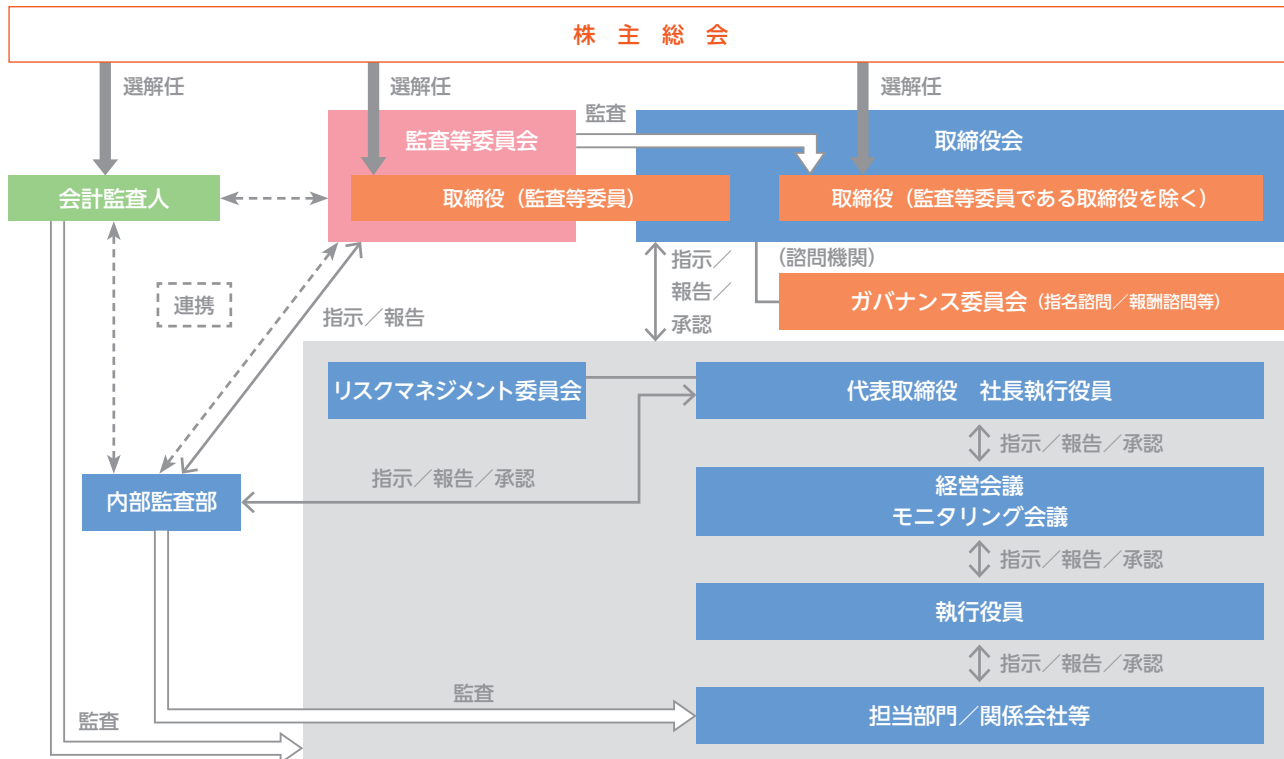 株 主 総 会
選解任
選解任
選解任
監査
監査等委員会
取締役会
会計監査人
取締役（監査等委員）
取締役（監査等委員である取締役を除く）
指示／
報告／
承認
（諮問機関）
ガバナンス委員会（指名諮問／報酬諮問等）
連携
指示／報告
リスクマネジメント委員会
代表取締役　社長執行役員
指示／報告／承認
指示／報告／承認
内部監査部
経営会議
モニタリング会議
指示／報告／承認
執行役員
指示／報告／承認
監査
監査
担当部門／関係会社等